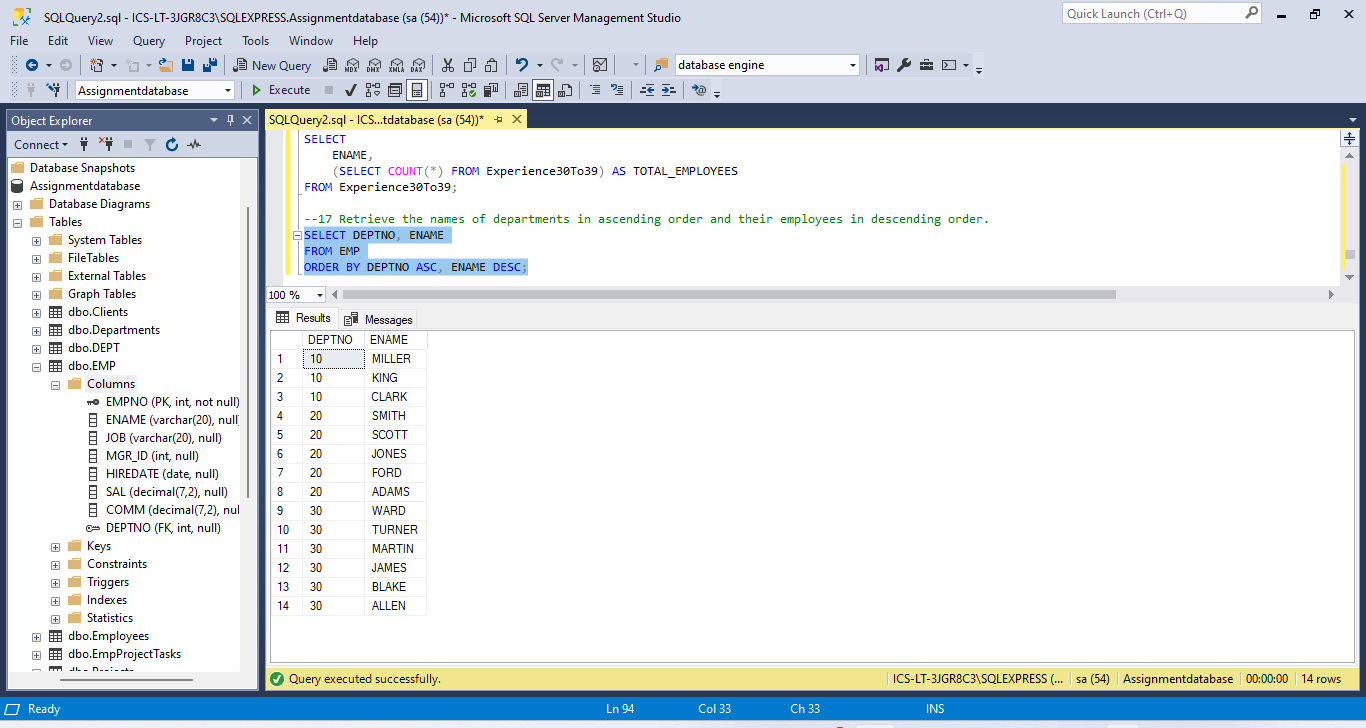 SQLQuery2.sql - ICS-LT-3JGR8C3\SQLEXPRESS.Assignmentdatabase (sa (54))* - Microsoft SQL Server Management Studio
Quick Launch (Ctrl+Q)
File Edit View Query Project Tools Window Help
New Query MDX DMX XMLA DAX database engine
Assignmentdatabase Execute
Object Explorer
Connect
Database Snapshots
Assignmentdatabase
Database Diagrams
Tables
System Tables
FileTables
External Tables
Graph Tables
dbo.Clients
dbo.Departments
dbo.DEPT
dbo.EMP
Columns
EMPNO (PK, int, not null)
ENAME (varchar(20), null
JOB (varchar(20), null)
MGR_ID (int, null)
HIREDATE (date, null)
SAL (decimal(7,2), null)
COMM (decimal(7,2), nul
DEPTNO (FK, int, null)
Keys
Constraints
Triggers
Indexes
Statistics
dbo.Employees
dbo.EmpProjectTasks
dbo.Projects
SQLQuery2.sql - ICS...tdatabase (sa (54))*
SELECT
ENAME,
(SELECT COUNT(*) FROM Experience30To39) AS TOTAL_EMPLOYEES
FROM Experience30To39;
--17 Retrieve the names of departments in ascending order and their employees in descending order.
SELECT DEPTNO, ENAME
FROM EMP
ORDER BY DEPTNO ASC, ENAME DESC;
100 %
Results Messages
DEPTNO ENAME
1 10 MILLER
2 10 KING
3 10 CLARK
4 20 SMITH
5 20 SCOTT
6 20 JONES
7 20 FORD
8 20 ADAMS
9 30 WARD
10 30 TURNER
11 30 MARTIN
12 30 JAMES
13 30 BLAKE
14 30 ALLEN
Query executed successfully. ICS-LT-3JGR8C3\SQLEXPRESS (... sa (54) Assignmentdatabase 00:00:00 14 rows
Ready Ln 94 Col 33 Ch 33 INS